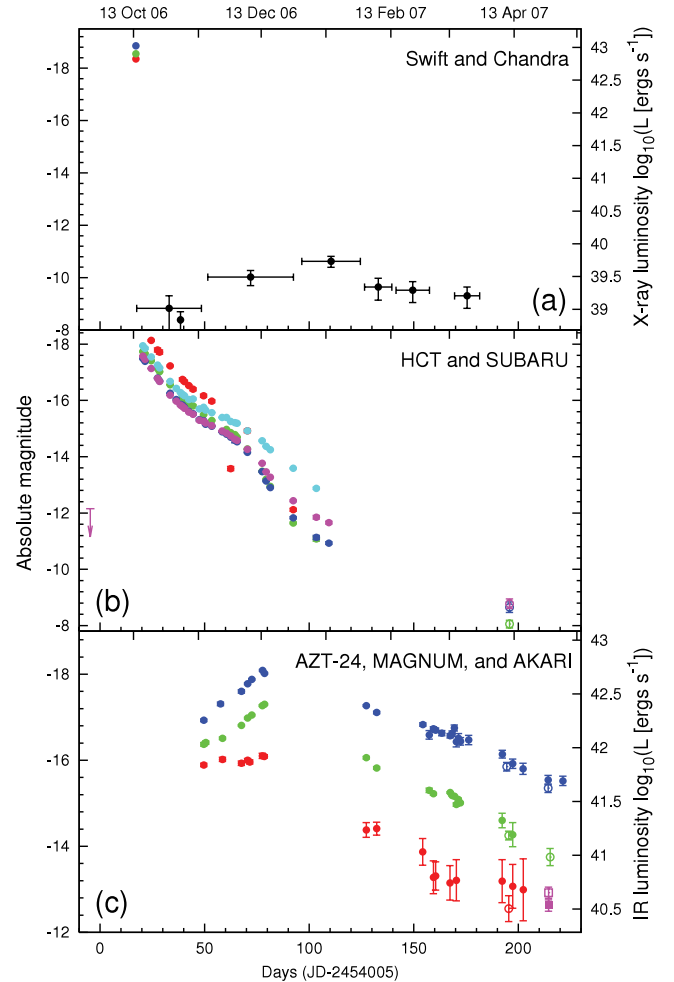 13 Oct 06 13 Dec 06 13 Feb 07 13 Apr 07
Swift and Chandra
-18
-16
-14
-12
-10
-8
43
42.5
42
41.5
41
40.5
40
39.5
39
X-ray luminosity log10(L [ergs s-1])
(a)
HCT and SUBARU
-18
-16
-14
-12
-10
-8
Absolute magnitude
(b)
AZT-24, MAGNUM, and AKARI
-18
-16
-14
-12
43
42.5
42
41.5
41
40.5
IR luminosity log10(L [ergs s-1])
(c)
0 50 100 150 200
Days (JD-2454005)